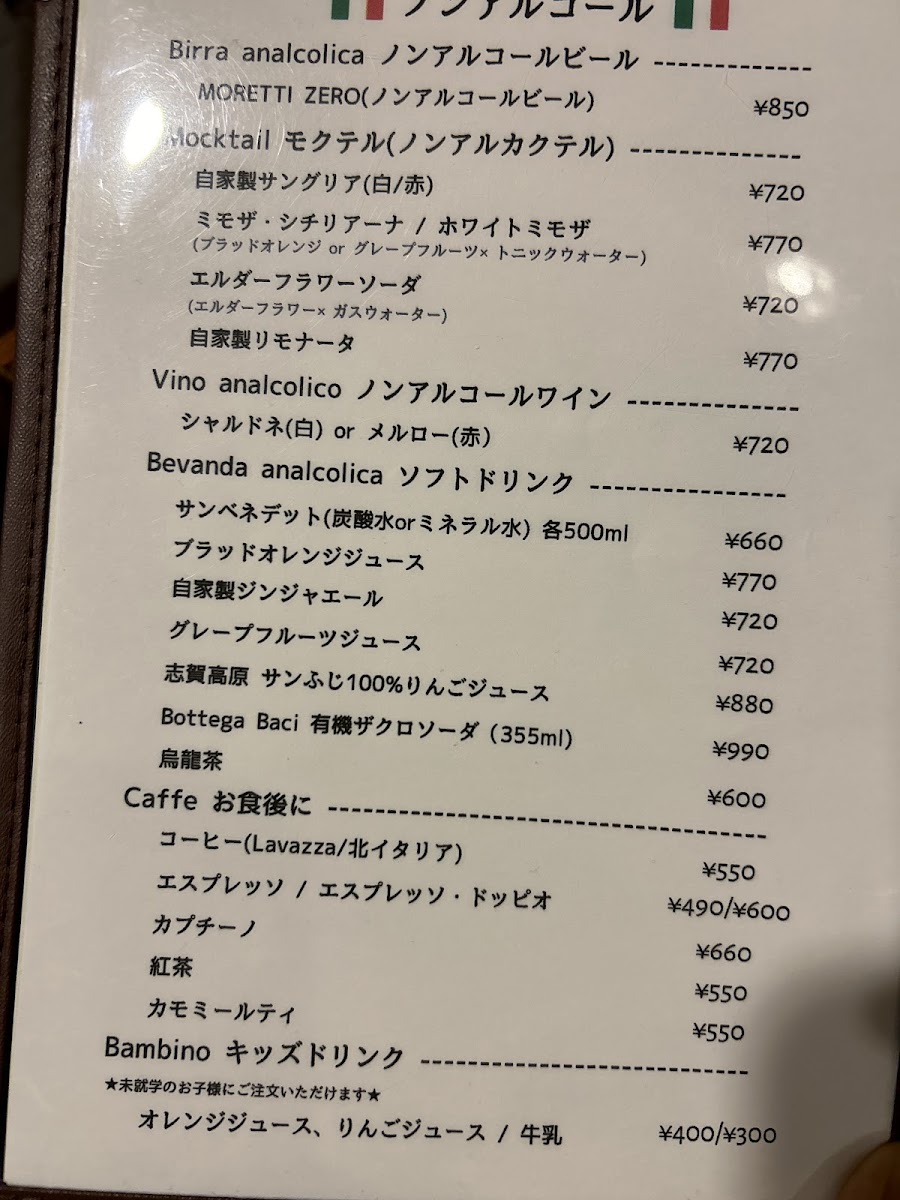 ノンアルコール
Birra analcolica ノンアルコールビール ------------
MORETTI ZERO(ノンアルコールビール) ¥850
Mocktail モクテル(ノンアルカクテル) -------------
自家製サングリア(白/赤) ¥720
ミモザ・シチリアーナ / ホワイトミモザ ¥770
(ブラッドオレンジ or グレープフルーツ× トニックウォーター)
エルダーフラワーソーダ ¥720
(エルダーフラワー× ガスウォーター)
自家製リモナータ ¥770
Vino analcolico ノンアルコールワイン -------------
シャルドネ(白) or メルロー(赤) ¥720
Bevanda analcolica ソフトドリンク ---------------
サンベネデット(炭酸水orミネラル水) 各500ml ¥660
ブラッドオレンジジュース ¥770
自家製ジンジャエール ¥720
グレープフルーツジュース ¥720
志賀高原 サンふじ100%りんごジュース ¥880
Bottega Baci 有機ザクロソーダ (355ml) ¥990
烏龍茶 ¥600
Caffe お食後に ---------------------------------
コーヒー(Lavazza/北イタリア) ¥550
エスプレッソ / エスプレッソ・ドッピオ ¥490/¥600
カプチーノ ¥660
紅茶 ¥550
カモミールティ ¥550
Bambino キッズドリンク -------------------------
★未就学のお子様にご注文いただけます★
オレンジジュース、りんごジュース / 牛乳 ¥400/¥300